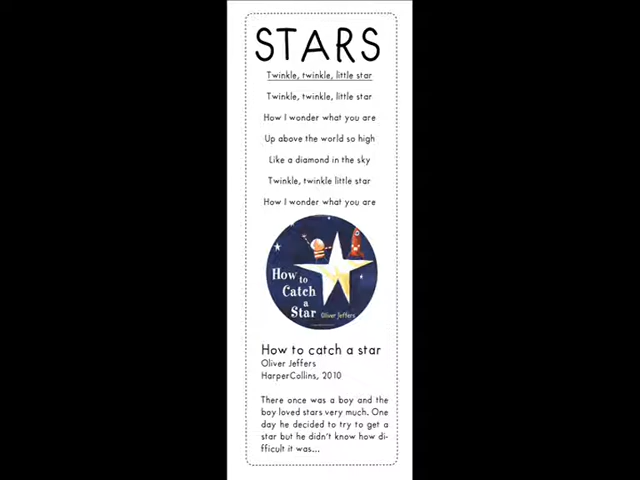 STARS
Twinkle, twinkle, little star
Twinkle, twinkle, little star
How I wonder what you are
Up above the world so high
Like a diamond in the sky
Twinkle, twinkle little star
How I wonder what you are
How to
Catch
a
Star
Oliver Jeffers
How to catch a star
Oliver Jeffers
HarperCollins, 2010
There once was a boy and the
boy loved stars very much. One
day he decided to try to get a
star but he didn't know how di-
fficult it was...